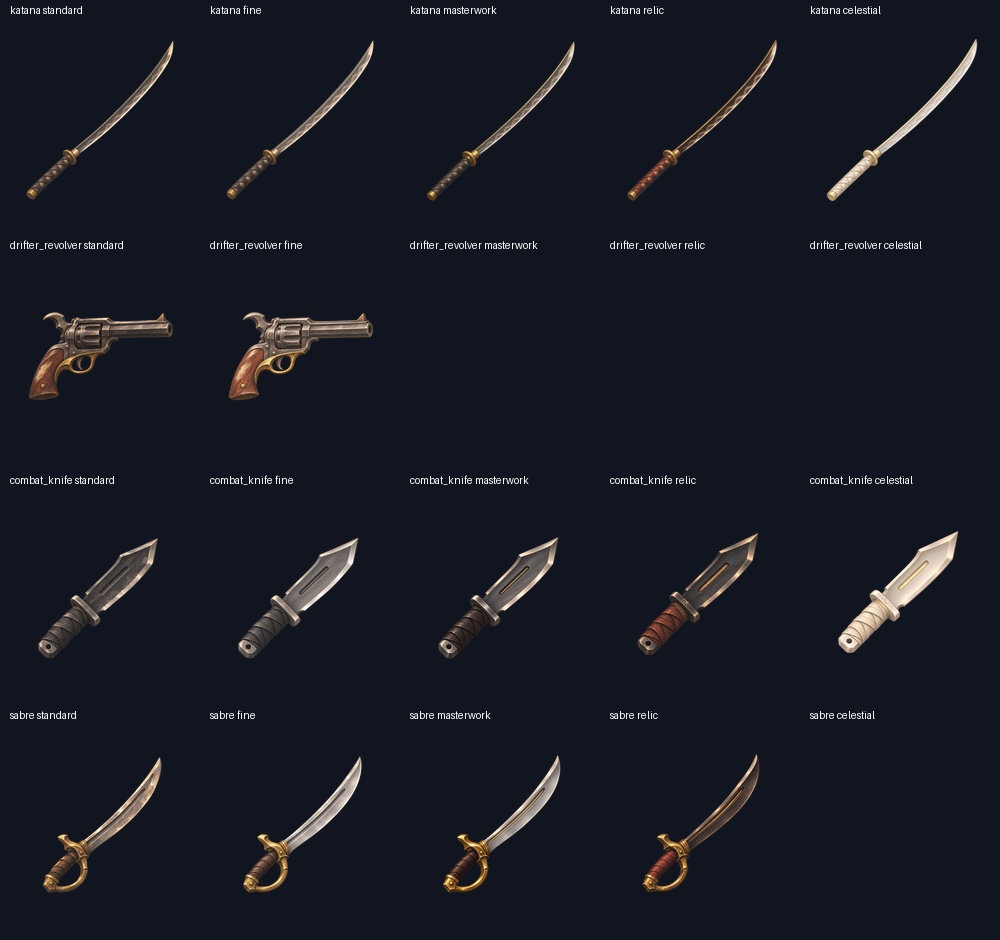 katana standard
katana fine
katana masterwork
katana relic
katana celestial
drifter_revolver standard
drifter_revolver fine
drifter_revolver masterwork
drifter_revolver relic
drifter_revolver celestial
combat_knife standard
combat_knife fine
combat_knife masterwork
combat_knife relic
combat_knife celestial
sabre standard
sabre fine
sabre masterwork
sabre relic
sabre celestial